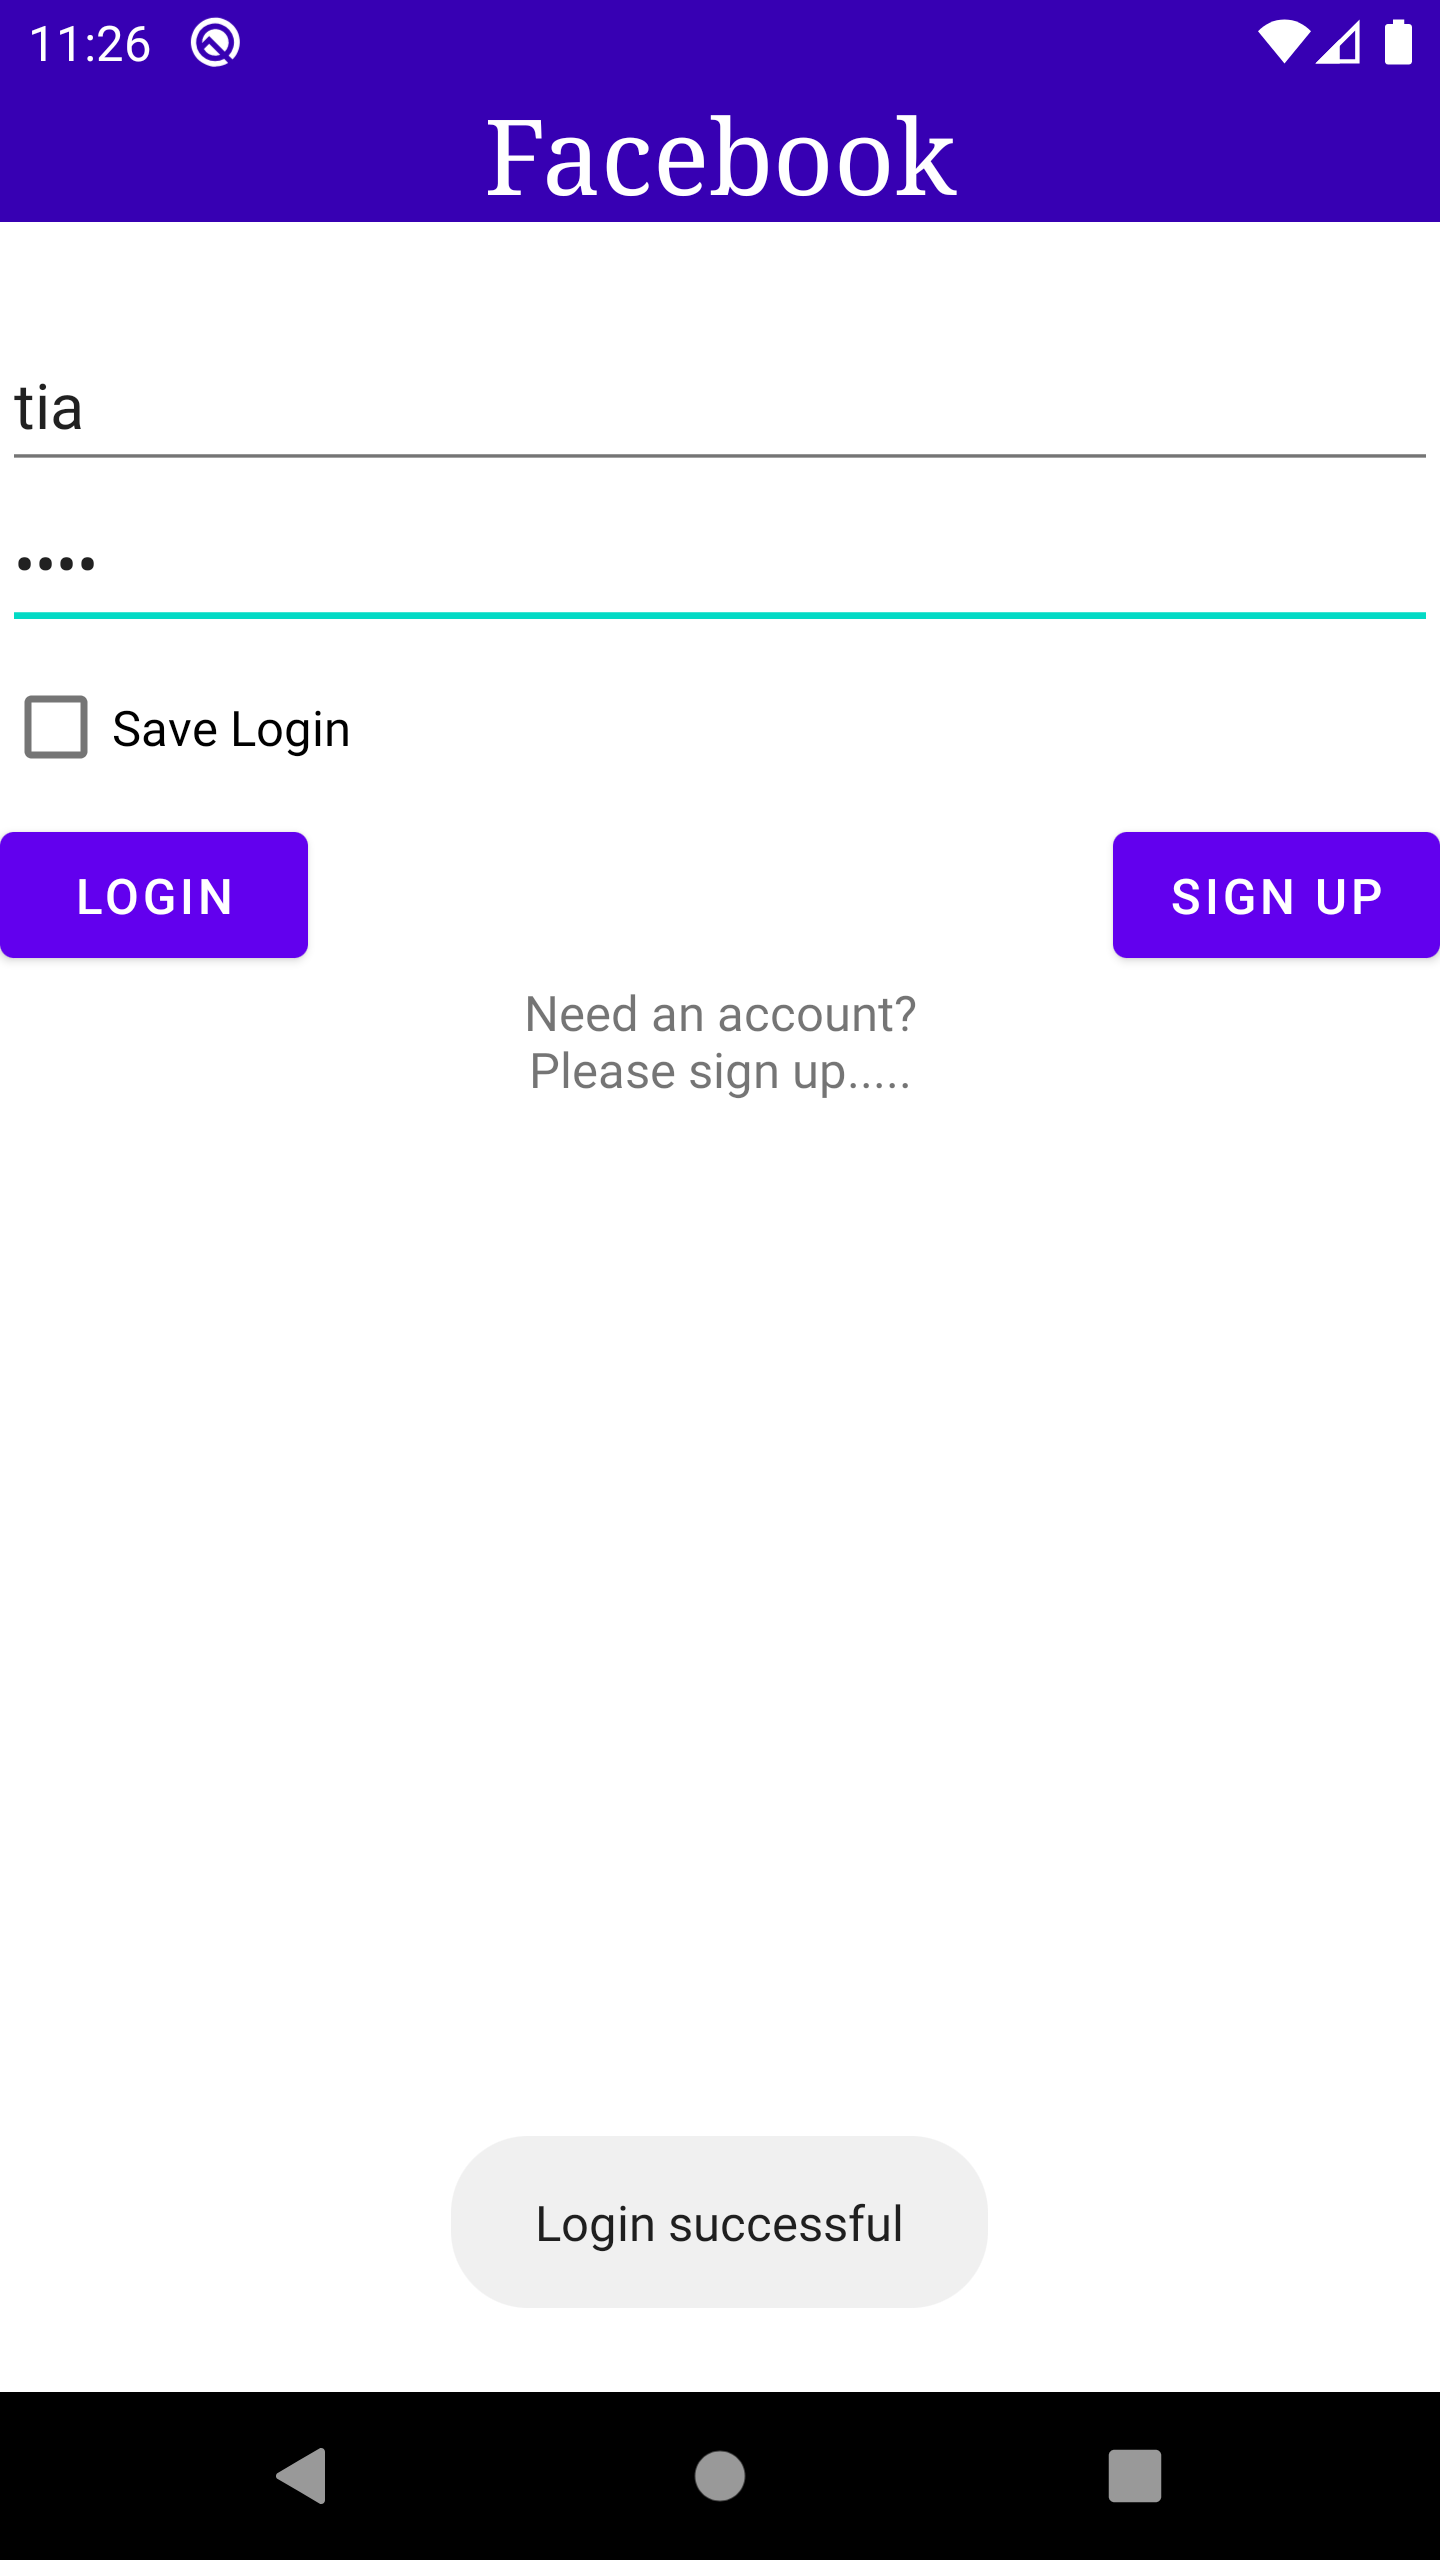 11:26
Facebook
tia
••••
Save Login
LOGIN
SIGN UP
Need an account?
Please sign up.....
Login successful